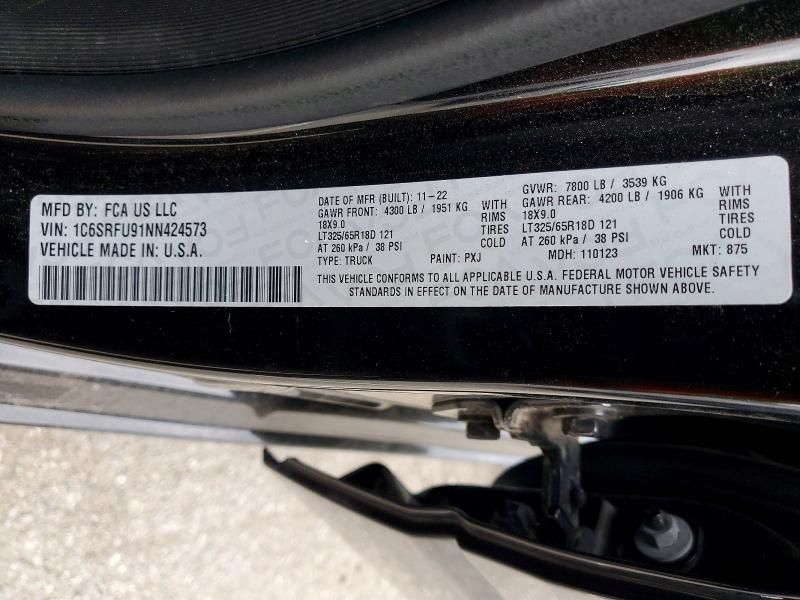 MFD BY: FCA US LLC
VIN: 1C6SRFU91NN424573
VEHICLE MADE IN U.S.A.
DATE OF MFR (BUILT): 11-22
GAWR FRONT: 4300 LB / 1951 KG WITH
18X9.0 RIMS
LT325/65R18D 121 TIRES
AT 260 kPa / 38 PSI COLD
TYPE: TRUCK PAINT: PXJ
GVWR: 7800 LB / 3539 KG
GAWR REAR: 4200 LB / 1906 KG WITH
18X9.0 RIMS
LT325/65R18D 121 TIRES
AT 260 kPa / 38 PSI COLD
MDH: 110123 MKT: 875
THIS VEHICLE CONFORMS TO ALL APPLICABLE U.S.A. FEDERAL MOTOR VEHICLE SAFETY
STANDARDS IN EFFECT ON THE DATE OF MANUFACTURE SHOWN ABOVE.